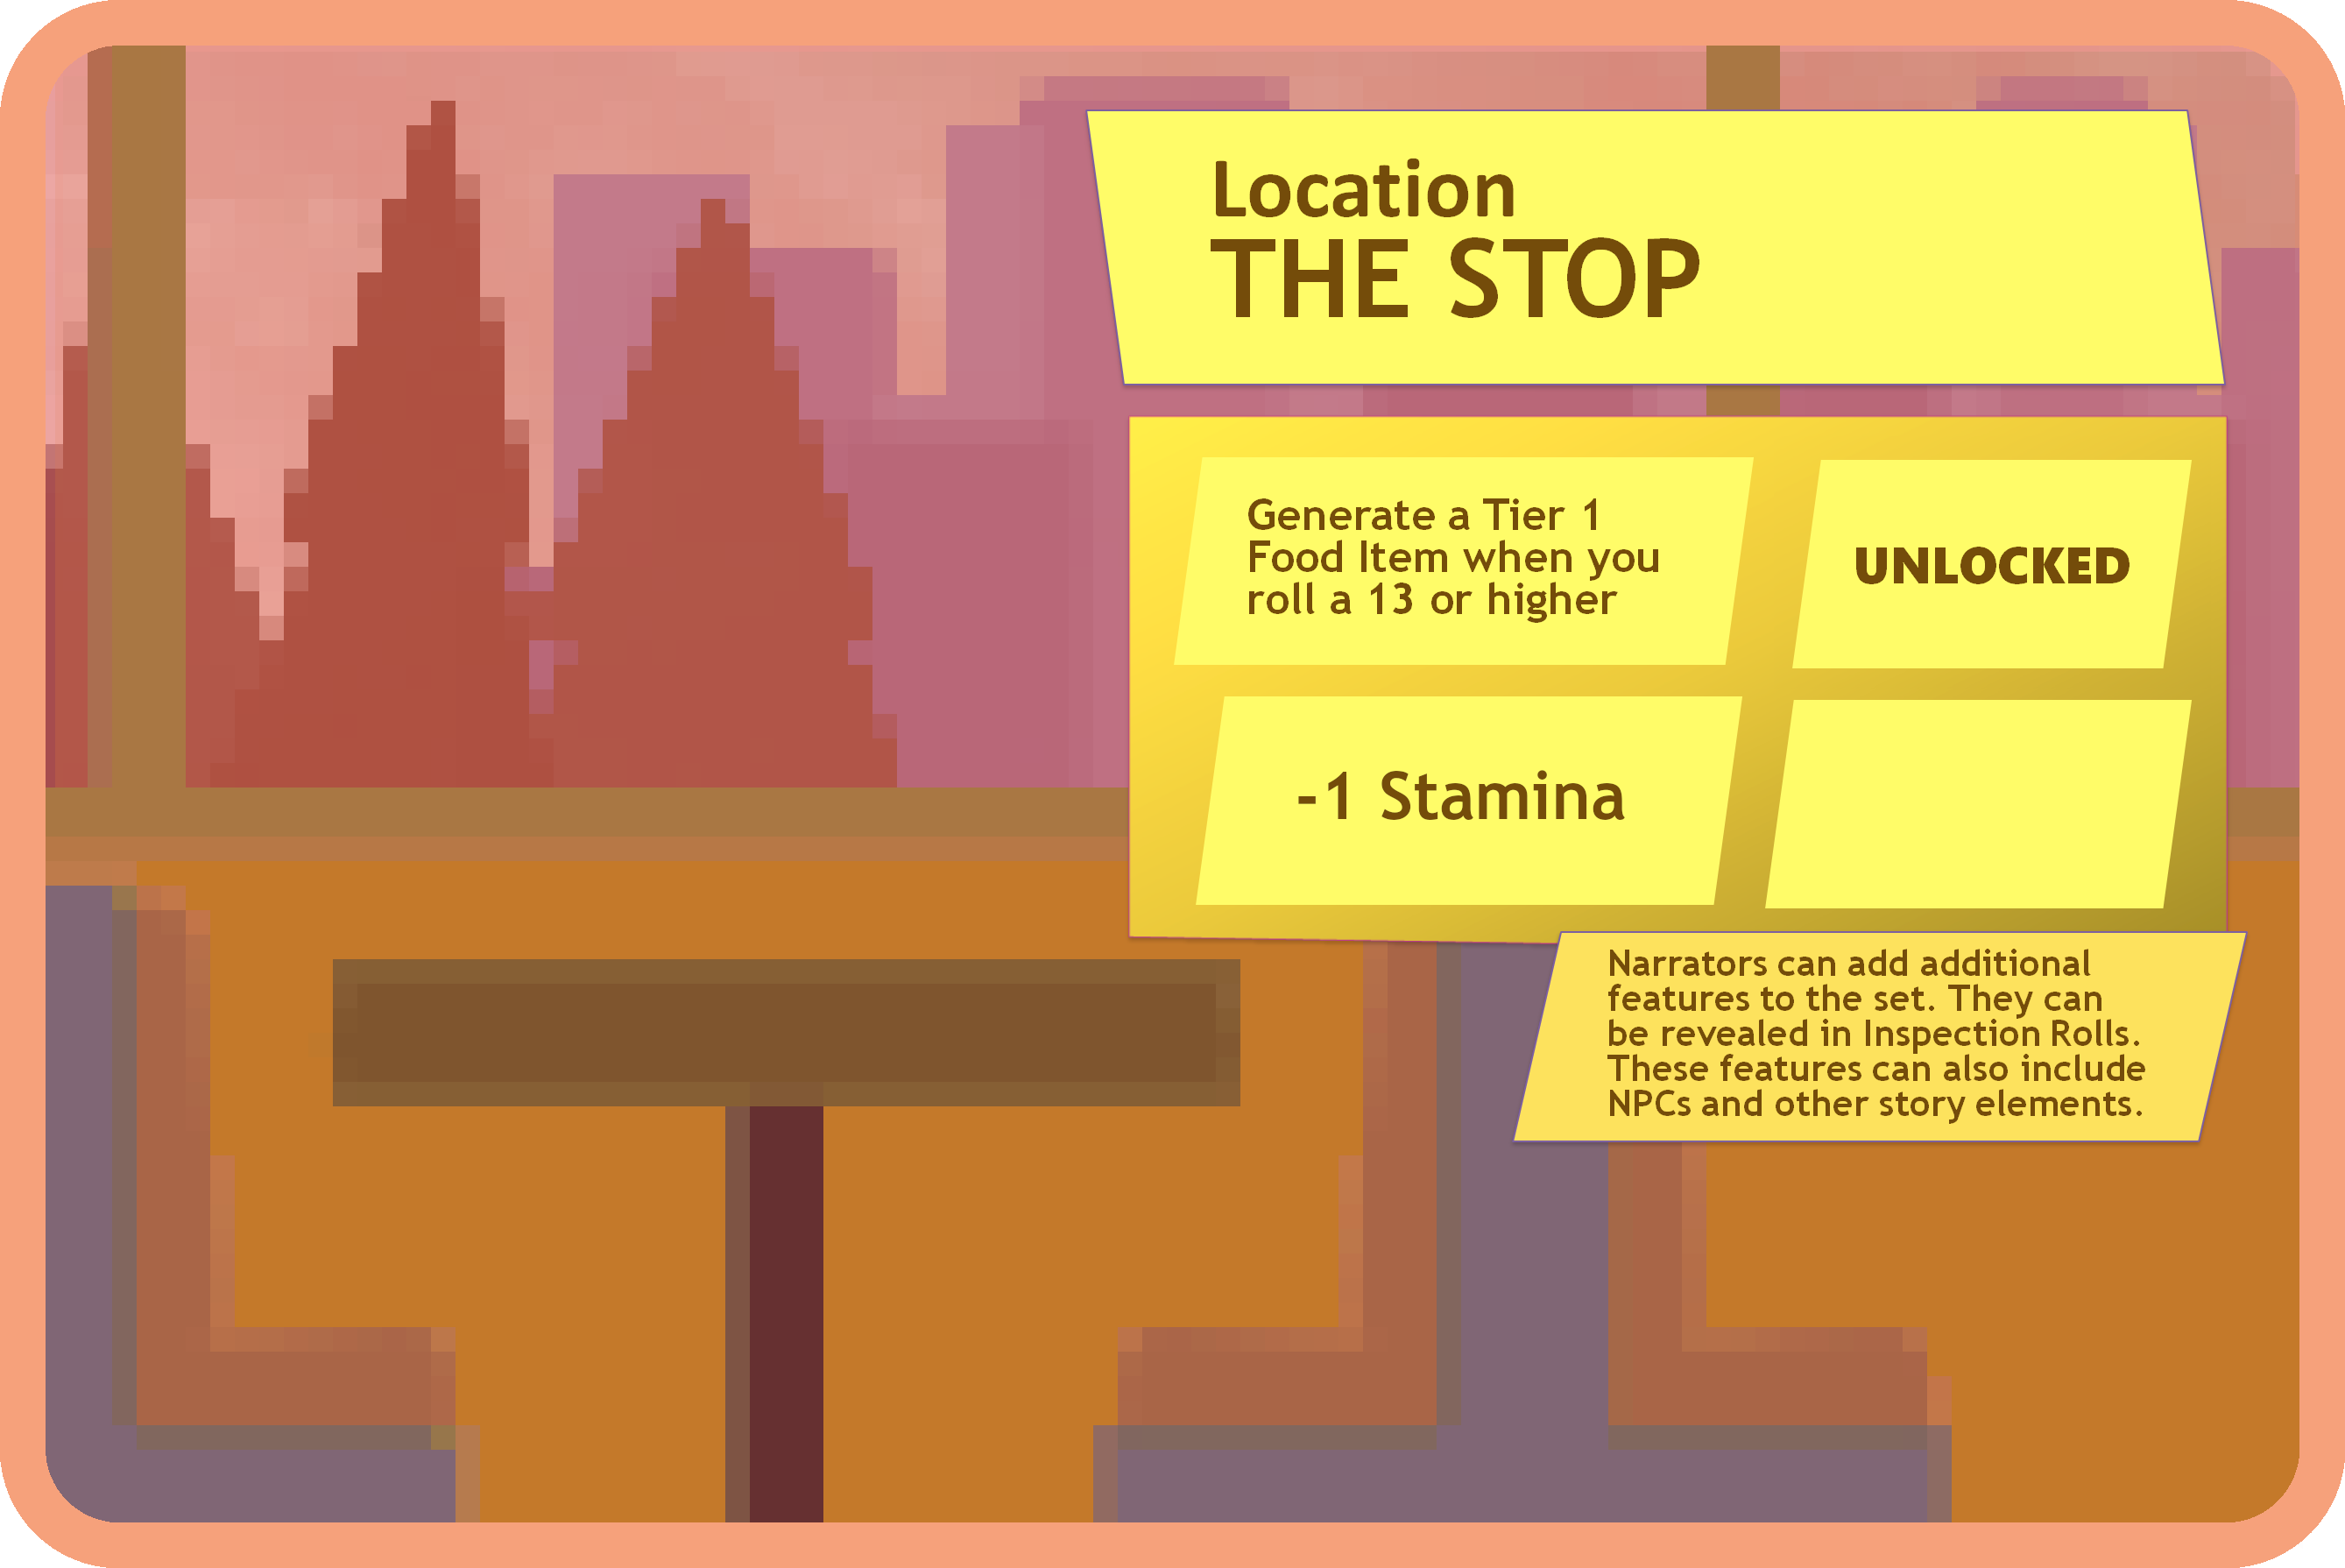 Location
THE STOP
Generate a Tier 1
Food Item when you
roll a 13 or higher
UNLOCKED
-1 Stamina
Narrators can add additional
features to the set. They can
be revealed in Inspection Rolls.
These features can also include
NPCs and other story elements.